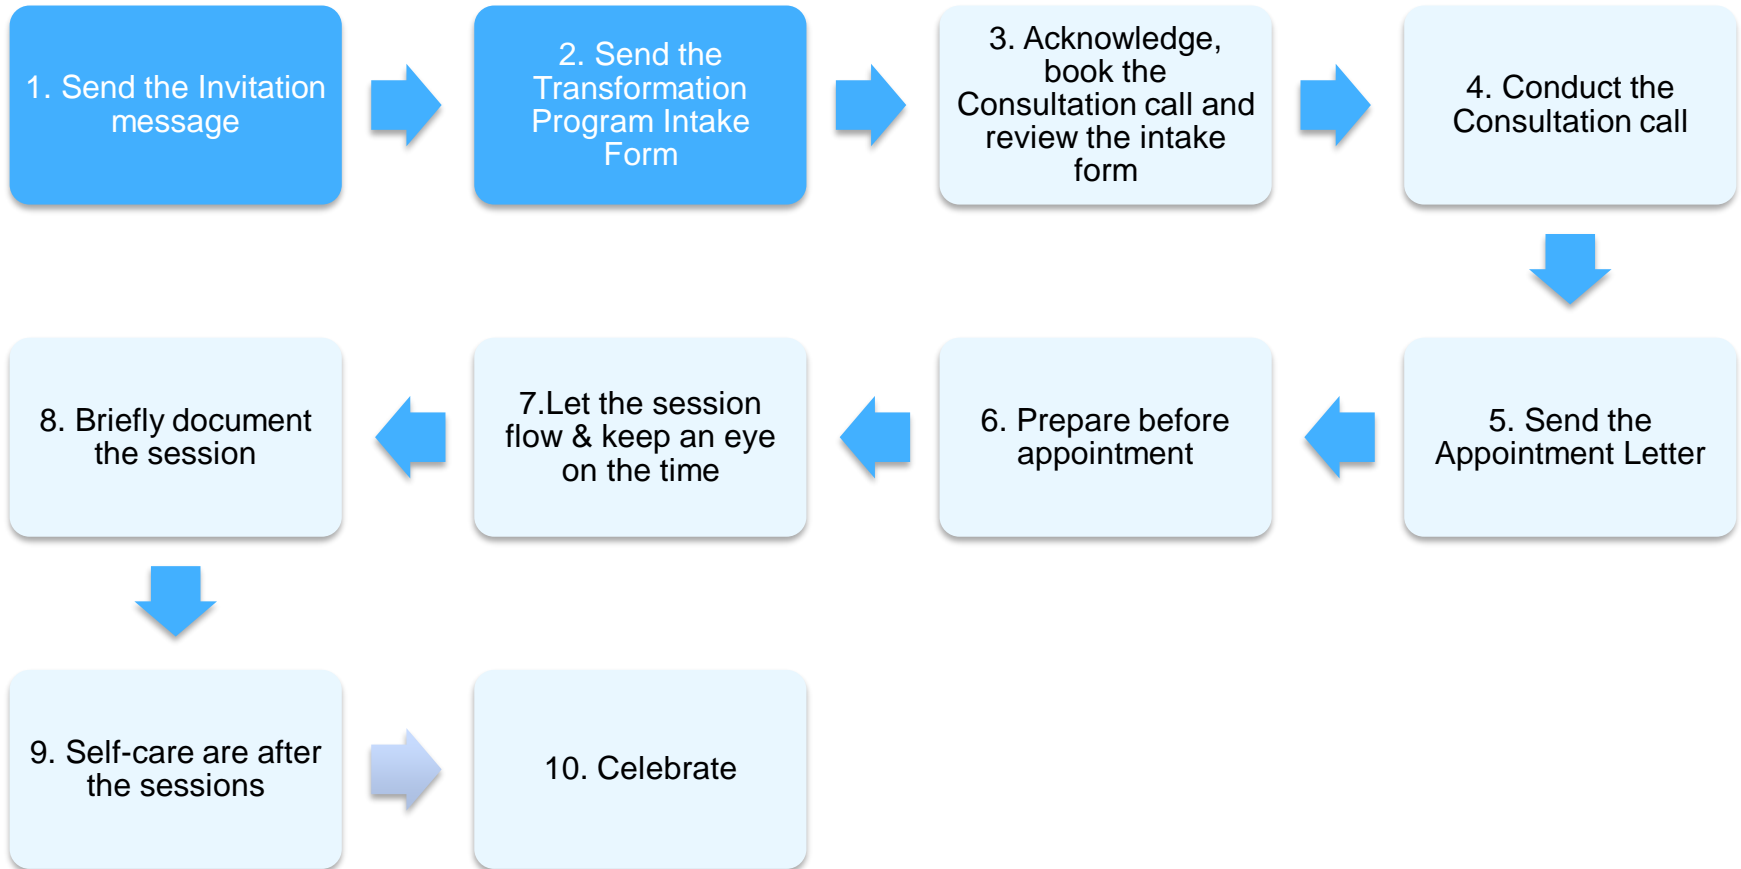 1. Send the Invitation
message
2. Send the
Transformation
Program Intake
Form
3. Acknowledge,
book the
Consultation call and
review the intake
form
4. Conduct the
Consultation call
5. Send the
Appointment Letter
6. Prepare before
appointment
7.Let the session
flow & keep an eye
on the time
8. Briefly document
the session
9. Self-care are after
the sessions
10. Celebrate